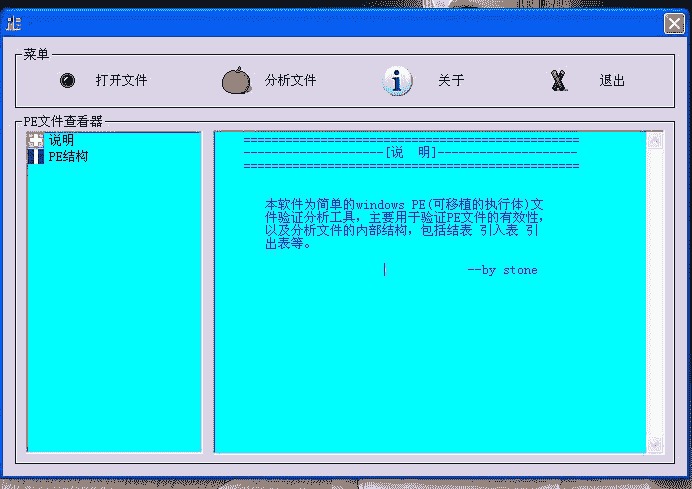 菜单
打开文件 分析文件 关于 退出
PE文件查看器
说明
PE结构
================================================
--------------------[说　明]--------------------
================================================
本软件为简单的windows PE(可移植的执行体)文
件验证分析工具，主要用于验证PE文件的有效性，
以及分析文件的内部结构，包括结表 引入表 引
出表等。
--by stone